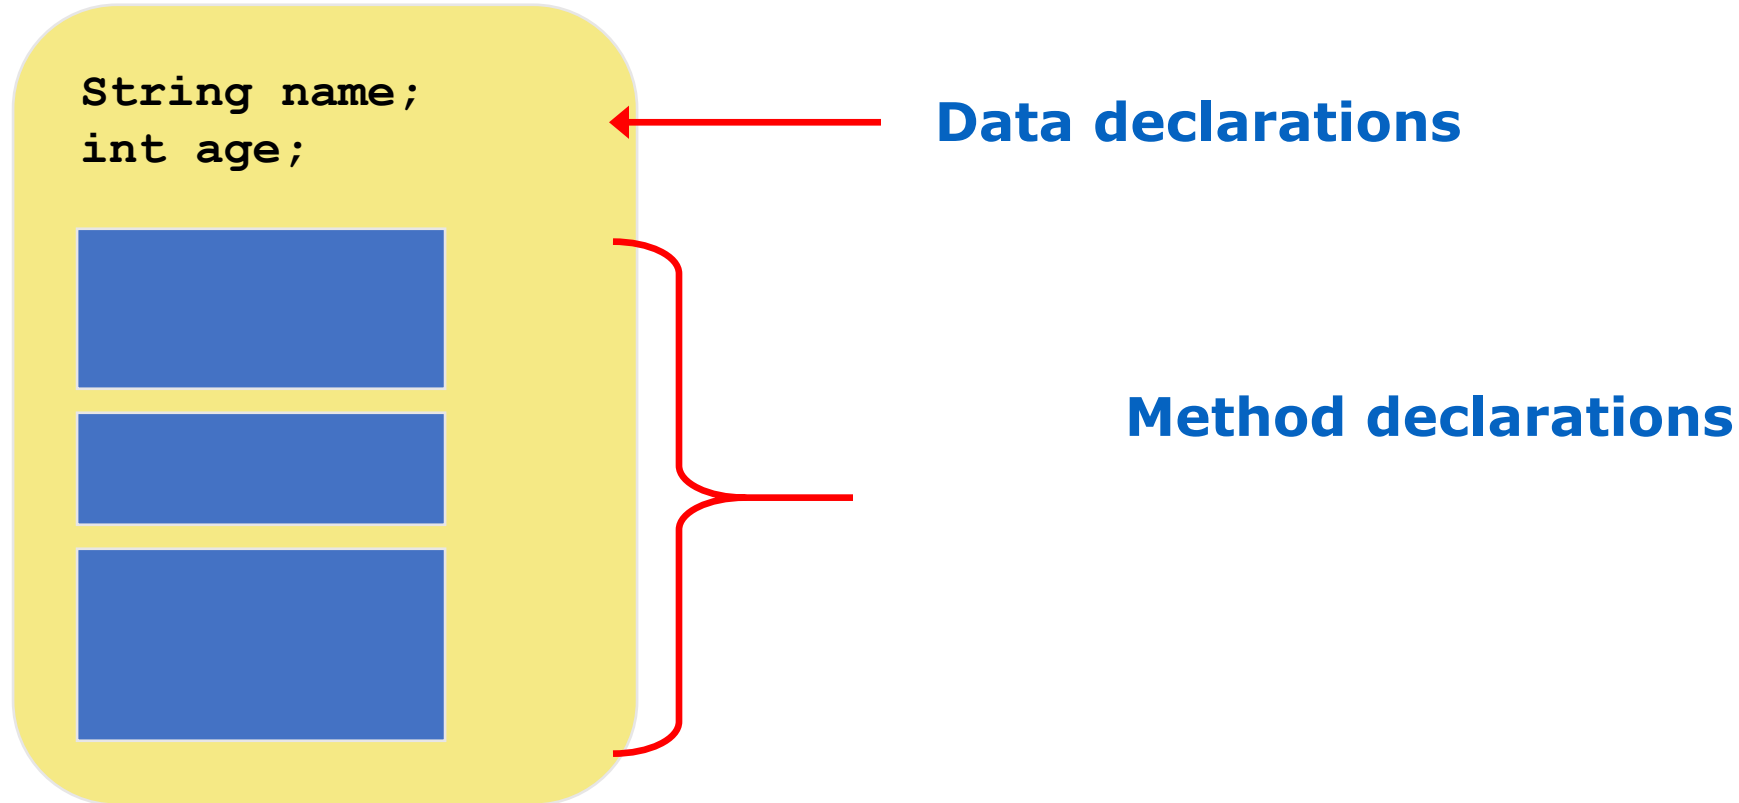 String name;
int age;
Data declarations
Method declarations